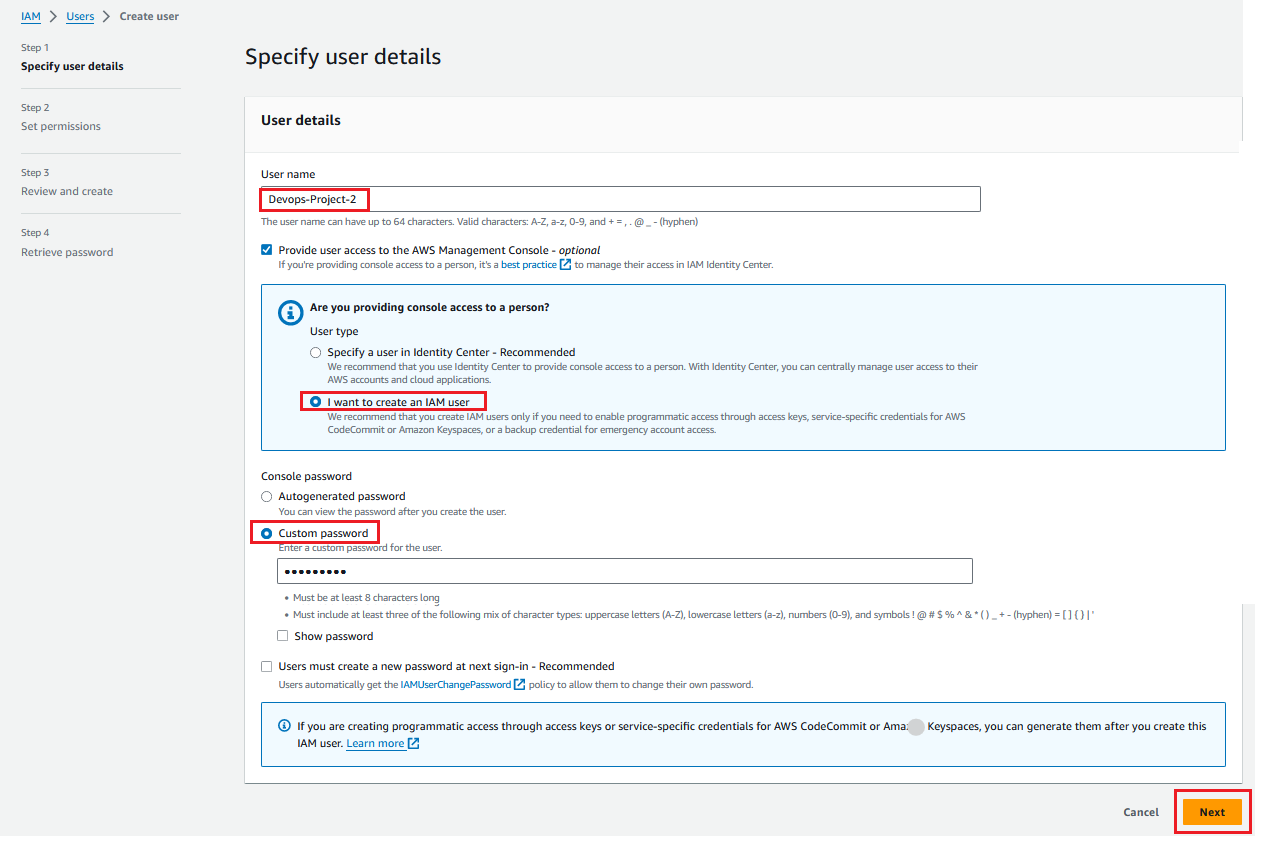 IAM > Users > Create user
Step 1
Specify user details
Step 2
Set permissions
Step 3
Review and create
Step 4
Retrieve password
Specify user details
User details
User name
Devops-Project-2
The user name can have up to 64 characters. Valid characters: A-Z, a-z, 0-9, and + = , . @ _ - (hyphen)
Provide user access to the AWS Management Console - optional
If you're providing console access to a person, it's a best practice to manage their access in IAM Identity Center.
Are you providing console access to a person?
User type
Specify a user in Identity Center - Recommended
We recommend that you use Identity Center to provide console access to a person. With Identity Center, you can centrally manage user access to their
AWS accounts and cloud applications.
I want to create an IAM user
We recommend that you create IAM users only if you need to enable programmatic access through access keys, service-specific credentials for AWS
CodeCommit or Amazon Keyspaces, or a backup credential for emergency account access.
Console password
Autogenerated password
You can view the password after you create the user.
Custom password
Enter a custom password for the user.
•••••••••
• Must be at least 8 characters long
• Must include at least three of the following mix of character types: uppercase letters (A-Z), lowercase letters (a-z), numbers (0-9), and symbols ! @ # $ % ^ & * ( ) _ + - (hyphen) = [ ] { } | '
Show password
Users must create a new password at next sign-in - Recommended
Users automatically get the IAMUserChangePassword policy to allow them to change their own password.
If you are creating programmatic access through access keys or service-specific credentials for AWS CodeCommit or Amaz Keyspaces, you can generate them after you create this
IAM user. Learn more
Cancel
Next